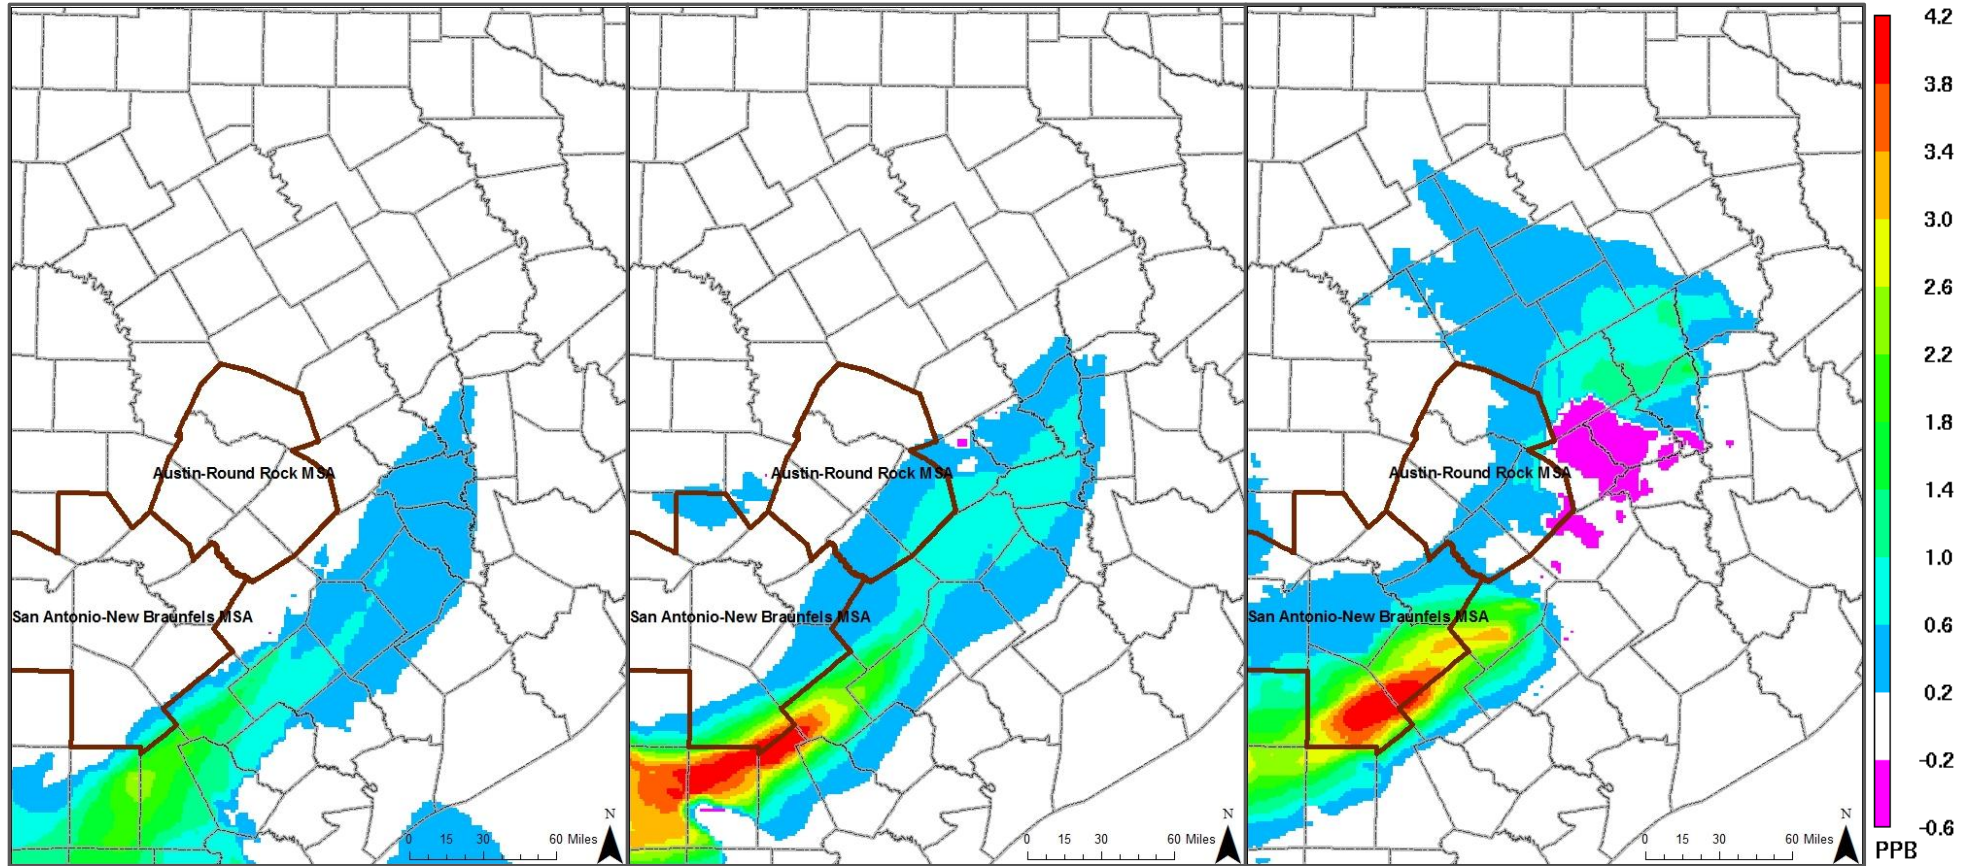 Austin-Round Rock MSA
San Antonio-New Braunfels MSA
N
0 15 30 60 Miles
Austin-Round Rock MSA
San Antonio-New Braunfels MSA
N
0 15 30 60 Miles
Austin-Round Rock MSA
San Antonio-New Braunfels MSA
N
0 15 30 60 Miles
4.2
3.8
3.4
3.0
2.6
2.2
1.8
1.4
1.0
0.6
0.2
-0.2
-0.6
PPB